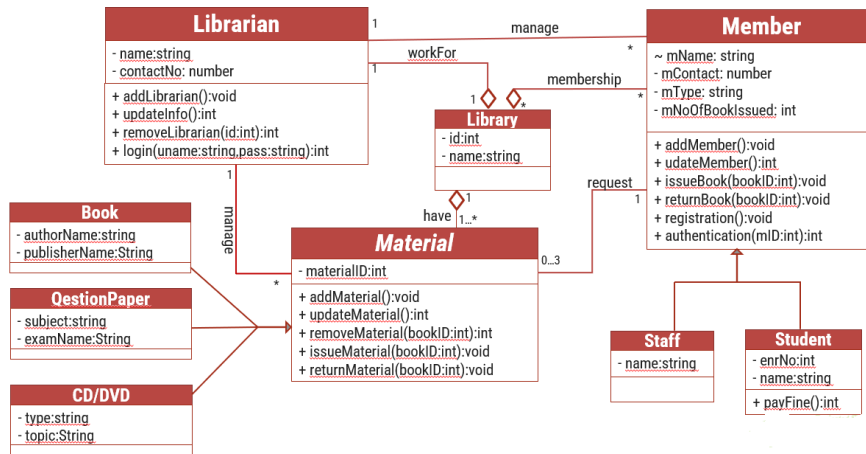 Librarian
- name:string
- contactNo: number
+ addLibrarian():void
+ updateInfo():int
+ removeLibrarian(id:int):int
+ login(uname:string,pass:string):int
1
manage
*
1
workFor
1
membership
*
*
Member
~ mName: string
- mContact: number
- mType: string
- mNoOfBookIssued: int
+ addMember():void
+ udateMember():int
+ issueBook(bookID:int):void
+ returnBook(bookID:int):void
+ registration():void
+ authentication(mID:int):int
Library
- id:int
- name:string
1
have
1...*
request
1
0...3
1
manage
*
Book
- authorName:string
- publisherName:String
QestionPaper
- subject:string
- examName:String
CD/DVD
- type:string
- topic:String
Material
- materialID:int
+ addMaterial():void
+ updateMaterial():int
+ removeMaterial(bookID:int):int
+ issueMaterial(bookID:int):void
+ returnMaterial(bookID:int):void
Staff
- name:string
Student
- enrNo:int
- name:string
+ payFine():int